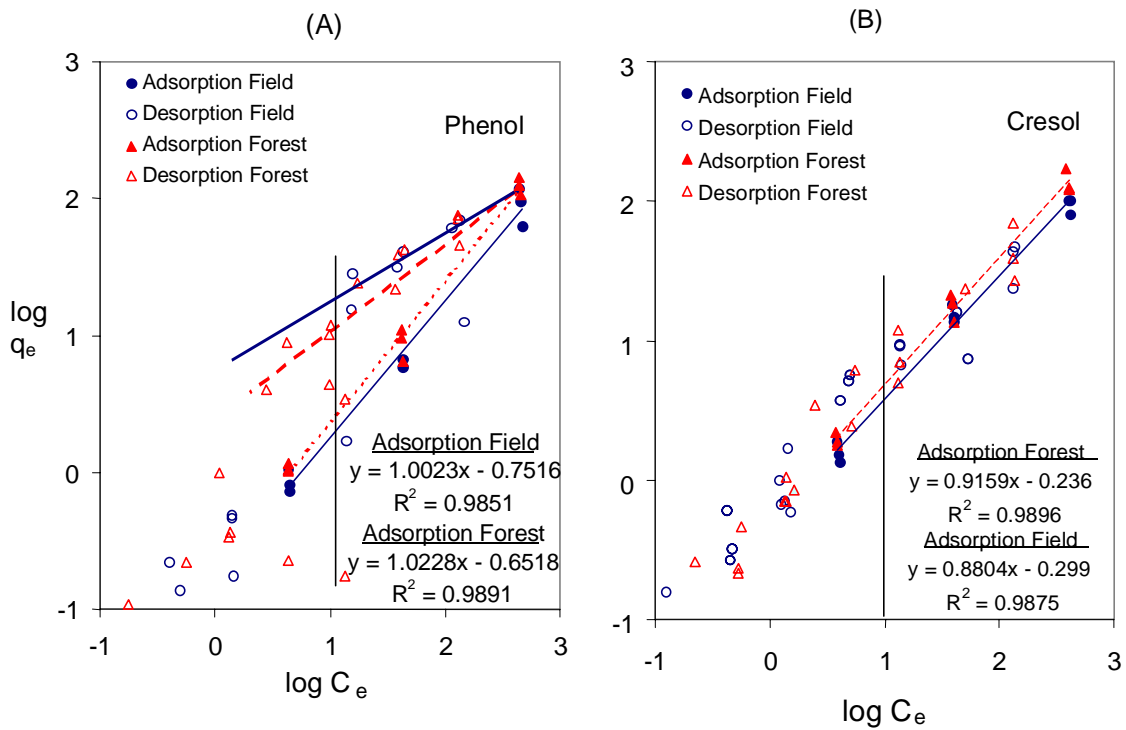 (A)
3
2
1
0
-1
-1
0
1
2
3
log
qe
log C e
Adsorption Field
Desorption Field
Adsorption Forest
Desorption Forest
Phenol
Adsorption Field
y = 1.0023x - 0.7516
R2 = 0.9851
Adsorption Forest
y = 1.0228x - 0.6518
R2 = 0.9891
(B)
3
2
1
0
-1
-1
0
1
2
3
log Ce
Adsorption Field
Desorption Field
Adsorption Forest
Desorption Forest
Cresol
Adsorption Forest
y = 0.9159x - 0.236
R2 = 0.9896
Adsorption Field
y = 0.8804x - 0.299
R2 = 0.9875